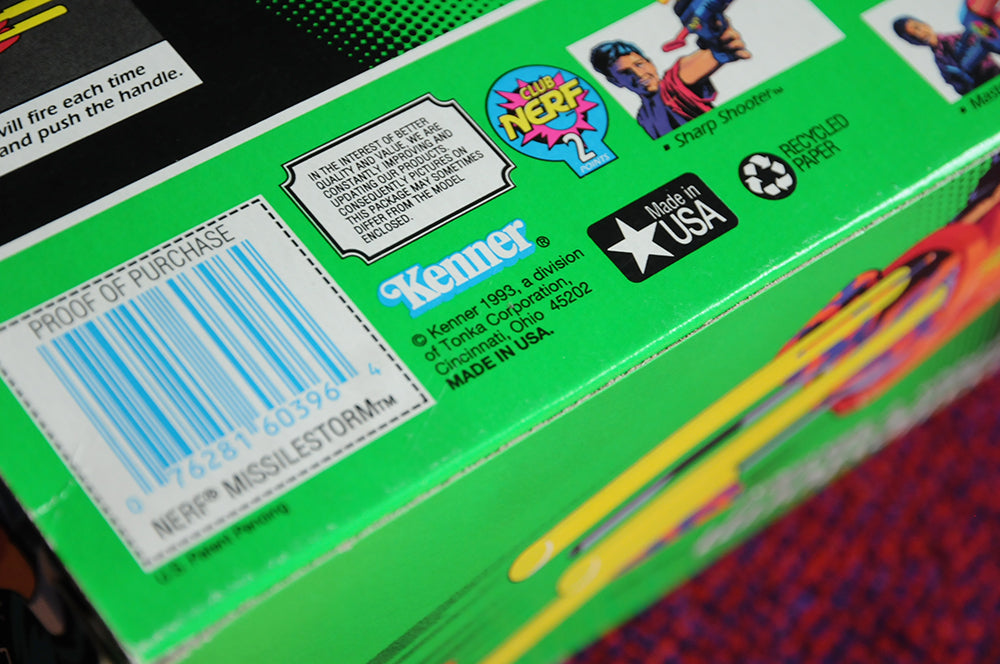 will fire each time
and push the handle.
PROOF OF PURCHASE
0 76281 60396 4
NERF® MISSILESTORM™
U.S. Patent Pending
IN THE INTEREST OF BETTER
QUALITY AND VALUE, WE ARE
CONSTANTLY IMPROVING AND
UPDATING OUR PRODUCTS.
CONSEQUENTLY PICTURES ON
THIS PACKAGE MAY SOMETIMES
DIFFER FROM THE MODEL
ENCLOSED.
CLUB
NERF
2
POINTS
Kenner®
© Kenner 1993, a division
of Tonka Corporation,
Cincinnati, Ohio 45202
MADE IN USA.
Made in
USA
• Sharp Shooter™
RECYCLED
PAPER